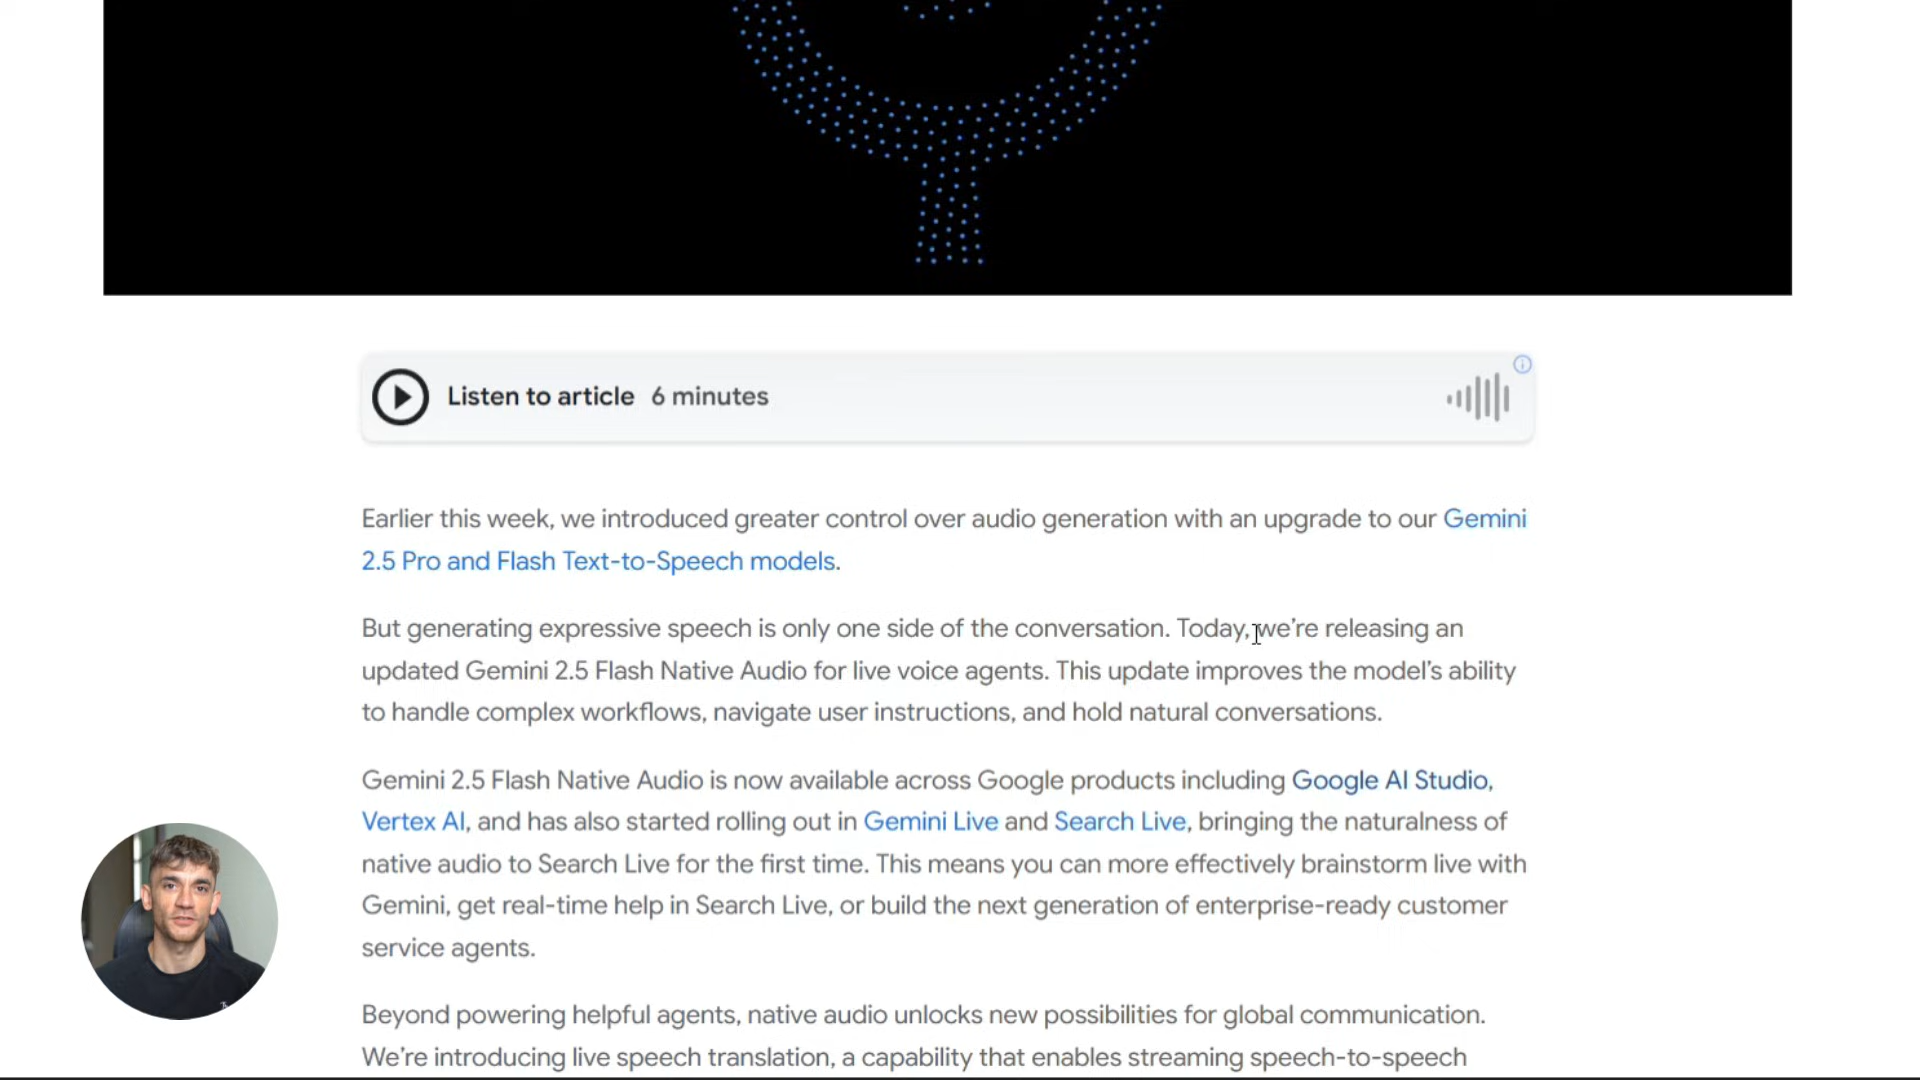 Listen to article 6 minutes
Earlier this week, we introduced greater control over audio generation with an upgrade to our Gemini
2.5 Pro and Flash Text-to-Speech models.
But generating expressive speech is only one side of the conversation. Today, we're releasing an
updated Gemini 2.5 Flash Native Audio for live voice agents. This update improves the model's ability
to handle complex workflows, navigate user instructions, and hold natural conversations.
Gemini 2.5 Flash Native Audio is now available across Google products including Google AI Studio,
Vertex AI, and has also started rolling out in Gemini Live and Search Live, bringing the naturalness of
native audio to Search Live for the first time. This means you can more effectively brainstorm live with
Gemini, get real-time help in Search Live, or build the next generation of enterprise-ready customer
service agents.
Beyond powering helpful agents, native audio unlocks new possibilities for global communication.
We're introducing live speech translation, a capability that enables streaming speech-to-speech